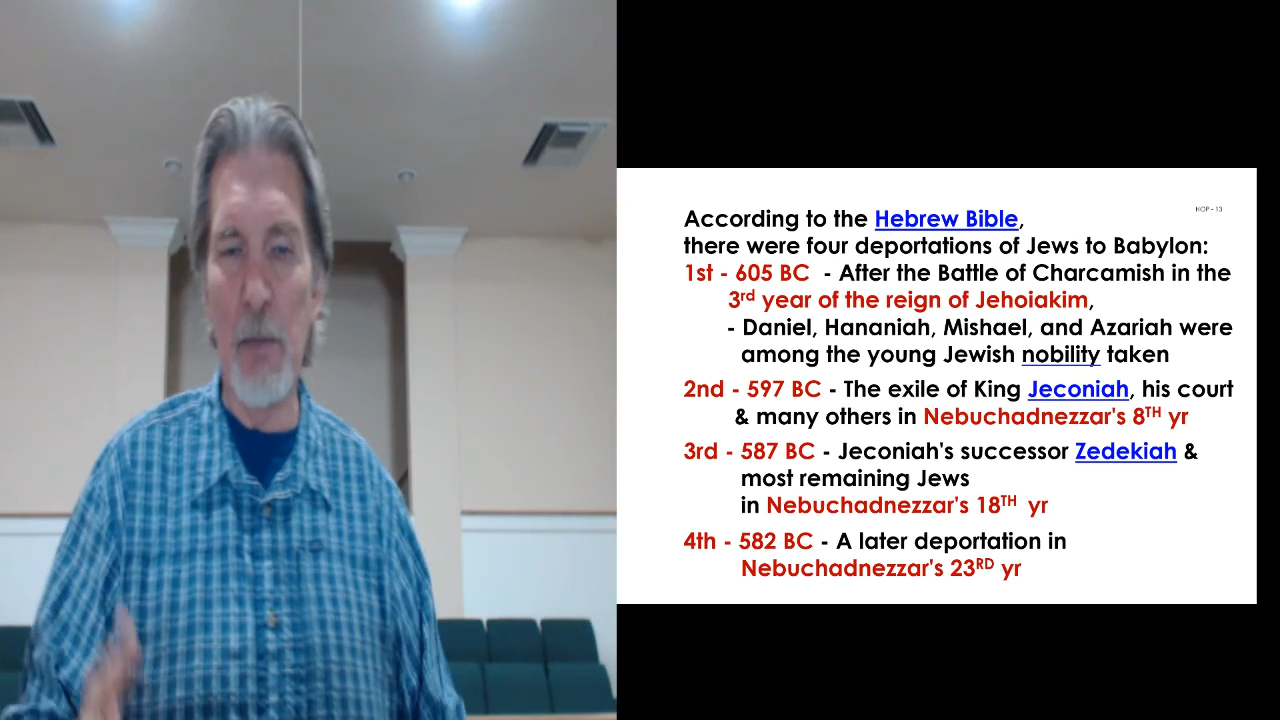 HOP - 13
According to the Hebrew Bible,
there were four deportations of Jews to Babylon:
1st - 605 BC - After the Battle of Charcamish in the
3rd year of the reign of Jehoiakim,
- Daniel, Hananiah, Mishael, and Azariah were
among the young Jewish nobility taken
2nd - 597 BC - The exile of King Jeconiah, his court
& many others in Nebuchadnezzar's 8TH yr
3rd - 587 BC - Jeconiah's successor Zedekiah &
most remaining Jews
in Nebuchadnezzar's 18TH yr
4th - 582 BC - A later deportation in
Nebuchadnezzar's 23RD yr